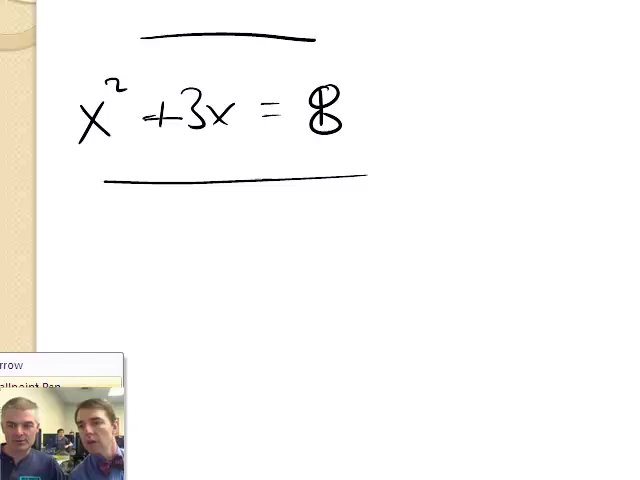 x² +3x = 8
rrow
allpoint Pen